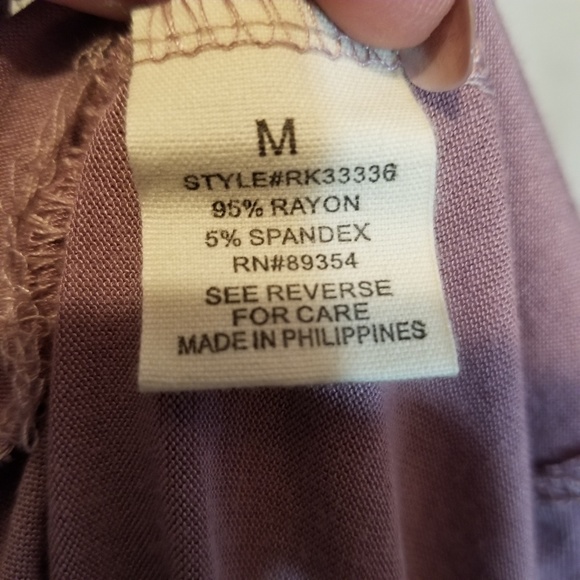 M
STYLE#RK33336
95% RAYON
5% SPANDEX
RN#89354
SEE REVERSE
FOR CARE
MADE IN PHILIPPINES